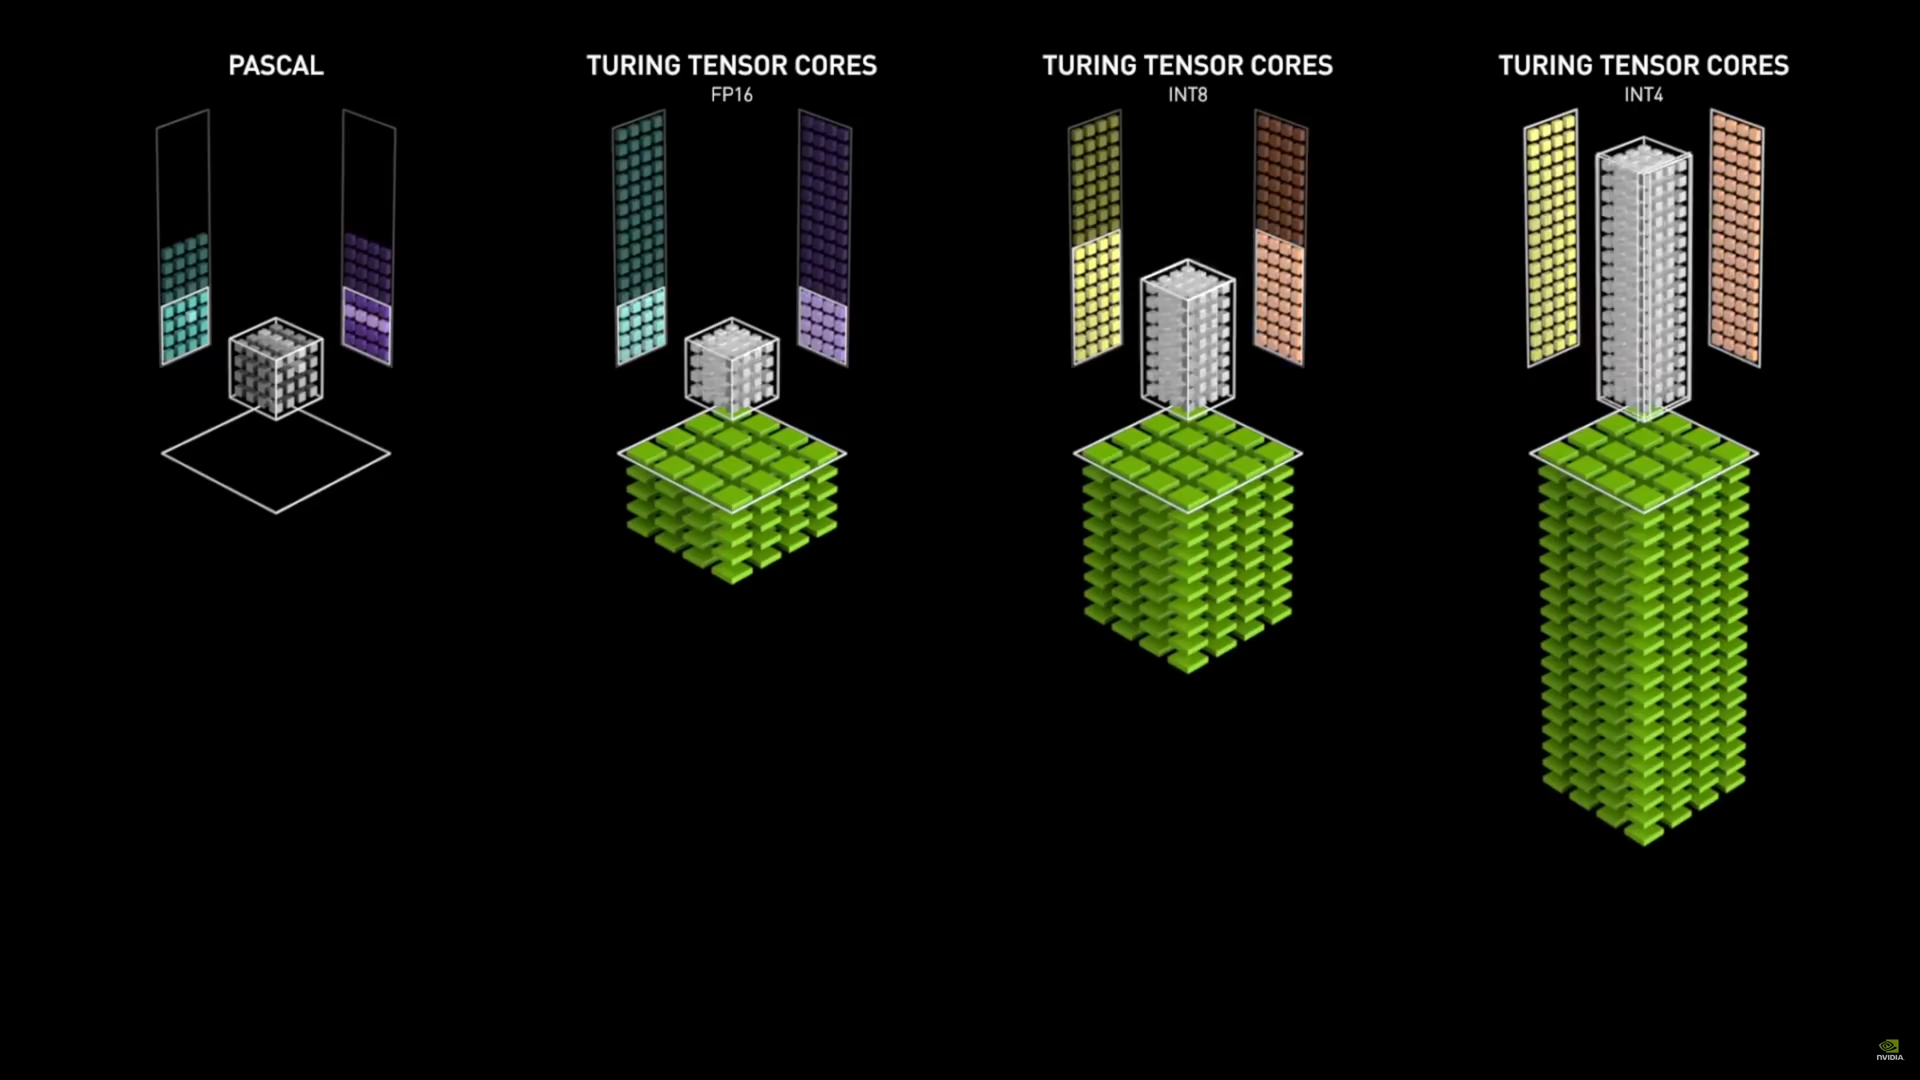 PASCAL
TURING TENSOR CORES
FP16
TURING TENSOR CORES
INT8
TURING TENSOR CORES
INT4
NVIDIA